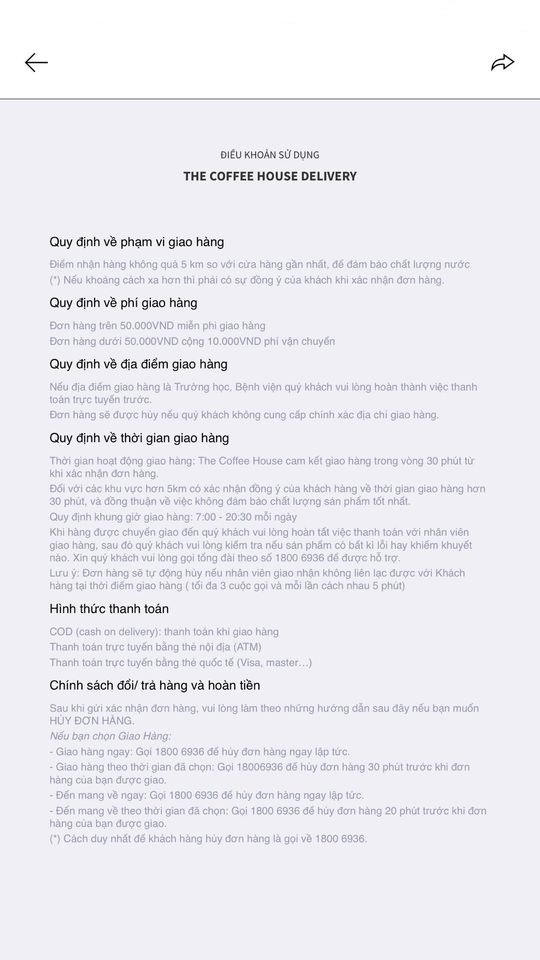 ĐIỀU KHOẢN SỬ DỤNG
THE COFFEE HOUSE DELIVERY
Quy định về phạm vi giao hàng
Điểm nhận hàng không quá 5 km so với cửa hàng gần nhất, để đảm bảo chất lượng nước
(*) Nếu khoảng cách xa hơn thì phải có sự đồng ý của khách khi xác nhận đơn hàng.
Quy định về phí giao hàng
Đơn hàng trên 50.000VND miễn phi giao hàng
Đơn hàng dưới 50.000VND cộng 10.000VND phí vận chuyển
Quy định về địa điểm giao hàng
Nếu địa điểm giao hàng là Trường học, Bệnh viện quý khách vui lòng hoàn thành việc thanh
toán trực tuyến trước.
Đơn hàng sẽ được hủy nếu quý khách không cung cấp chính xác địa chỉ giao hàng.
Quy định về thời gian giao hàng
Thời gian hoạt động giao hàng: The Coffee House cam kết giao hàng trong vòng 30 phút từ
khi xác nhận đơn hàng.
Đối với các khu vực hơn 5km có xác nhận đồng ý của khách hàng về thời gian giao hàng hơn
30 phút, và đồng thuận về việc không đảm bảo chất lượng sản phẩm tốt nhất.
Quy định khung giờ giao hàng: 7:00 - 20:30 mỗi ngày
Khi hàng được chuyển giao đến quý khách vui lòng hoàn tất việc thanh toán với nhân viên
giao hàng, sau đó quý khách vui lòng kiểm tra nếu sản phẩm có bất kì lỗi hay khiếm khuyết
nào. Xin quý khách vui lòng gọi tổng đài theo số 1800 6936 để được hỗ trợ.
Lưu ý: Đơn hàng sẽ tự động hủy nếu nhân viên giao nhận không liên lạc được với Khách
hàng tại thời điểm giao hàng ( tối đa 3 cuộc gọi và mỗi lần cách nhau 5 phút)
Hình thức thanh toán
COD (cash on delivery): thanh toán khi giao hàng
Thanh toán trực tuyến bằng thẻ nội địa (ATM)
Thanh toán trực tuyến bằng thẻ quốc tế (Visa, master…)
Chính sách đổi/ trả hàng và hoàn tiền
Sau khi gửi xác nhận đơn hàng, vui lòng làm theo những hướng dẫn sau đây nếu bạn muốn
HỦY ĐƠN HÀNG.
Nếu bạn chọn Giao Hàng:
- Giao hàng ngay: Gọi 1800 6936 để hủy đơn hàng ngay lập tức.
- Giao hàng theo thời gian đã chọn: Gọi 18006936 để hủy đơn hàng 30 phút trước khi đơn
hàng của bạn được giao.
- Đến mang về ngay: Gọi 1800 6936 để hủy đơn hàng ngay lập tức.
- Đến mang về theo thời gian đã chọn: Gọi 1800 6936 để hủy đơn hàng 20 phút trước khi đơn
hàng của bạn được giao.
(*) Cách duy nhất để khách hàng hủy đơn hàng là gọi về 1800 6936.